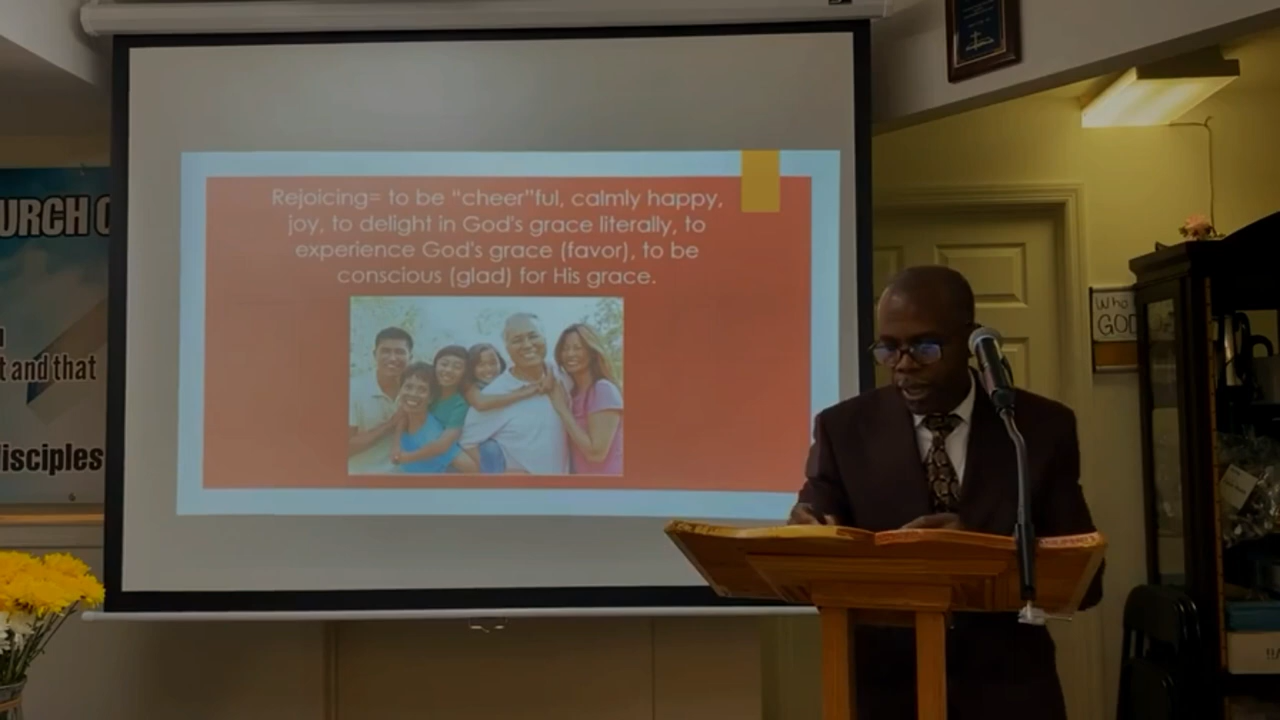 Rejoicing= to be “cheer”ful, calmly happy,
joy, to delight in God's grace literally, to
experience God's grace (favor), to be
conscious (glad) for His grace.
URCH
t and that
isciples
Who
GOD